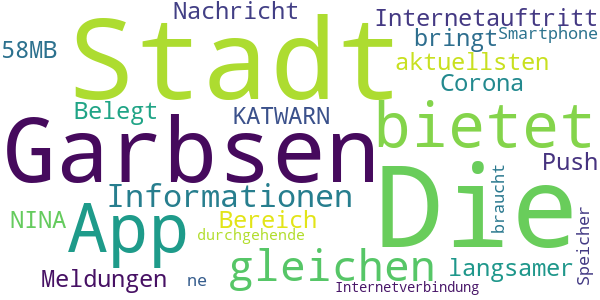 Nachricht
Internetauftritt
Stadt
bringt
Smartphone
58MB
aktuellsten
Corona
Belegt
KATWARN
bietet
Garbsen
Push
Die
braucht
Informationen
NINA
App
Bereich
durchgehende
Speicher
gleichen
langsamer
Meldungen
ne
Internetverbindung